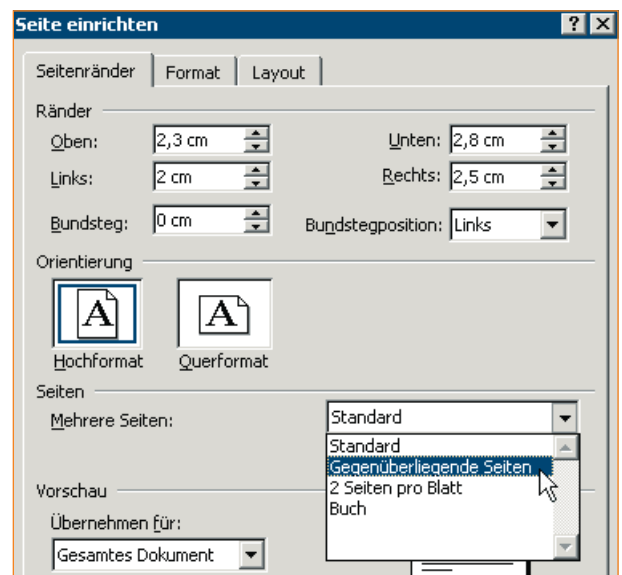 Seite einrichten
Seitenränder Format Layout
Ränder
Oben: 2,3 cm Unten: 2,8 cm
Links: 2 cm Rechts: 2,5 cm
Bundsteg: 0 cm Bundstegposition: Links
Orientierung
A A
Hochformat Querformat
Seiten
Mehrere Seiten: Standard
Standard
Gegenüberliegende Seiten
2 Seiten pro Blatt
Buch
Vorschau
Übernehmen für:
Gesamtes Dokument